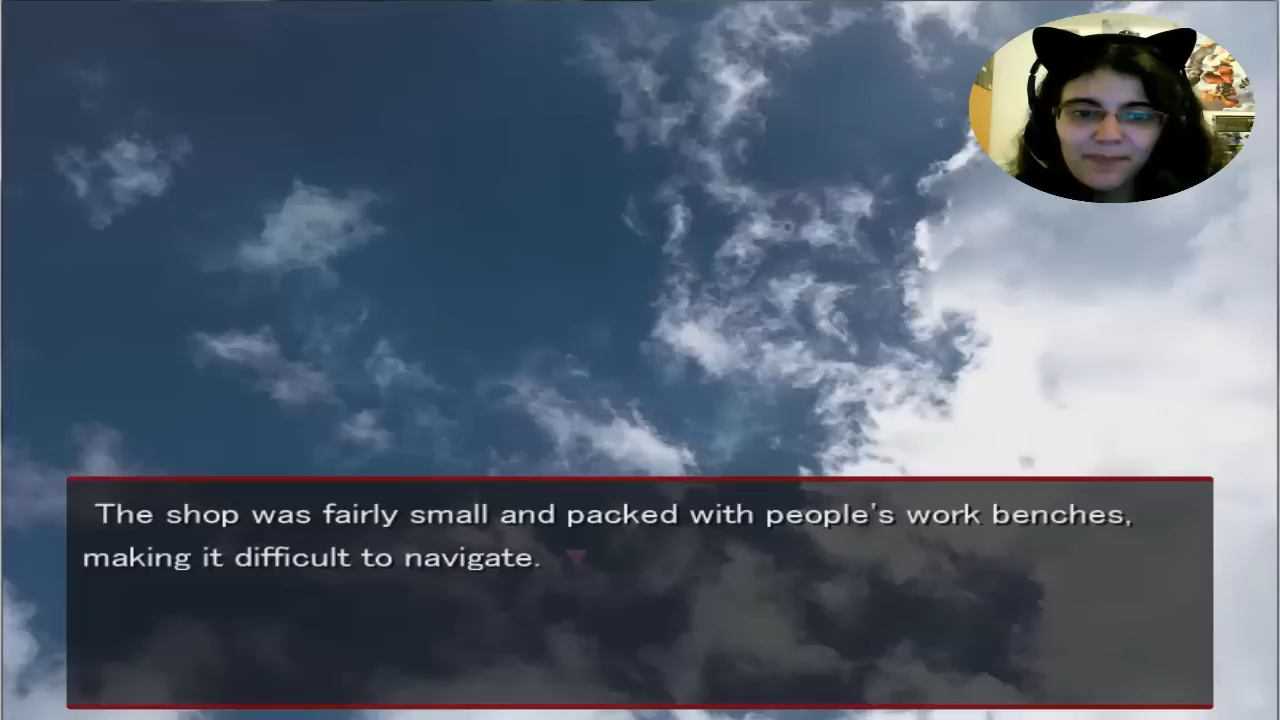 The shop was fairly small and packed with people's work benches,
making it difficult to navigate.